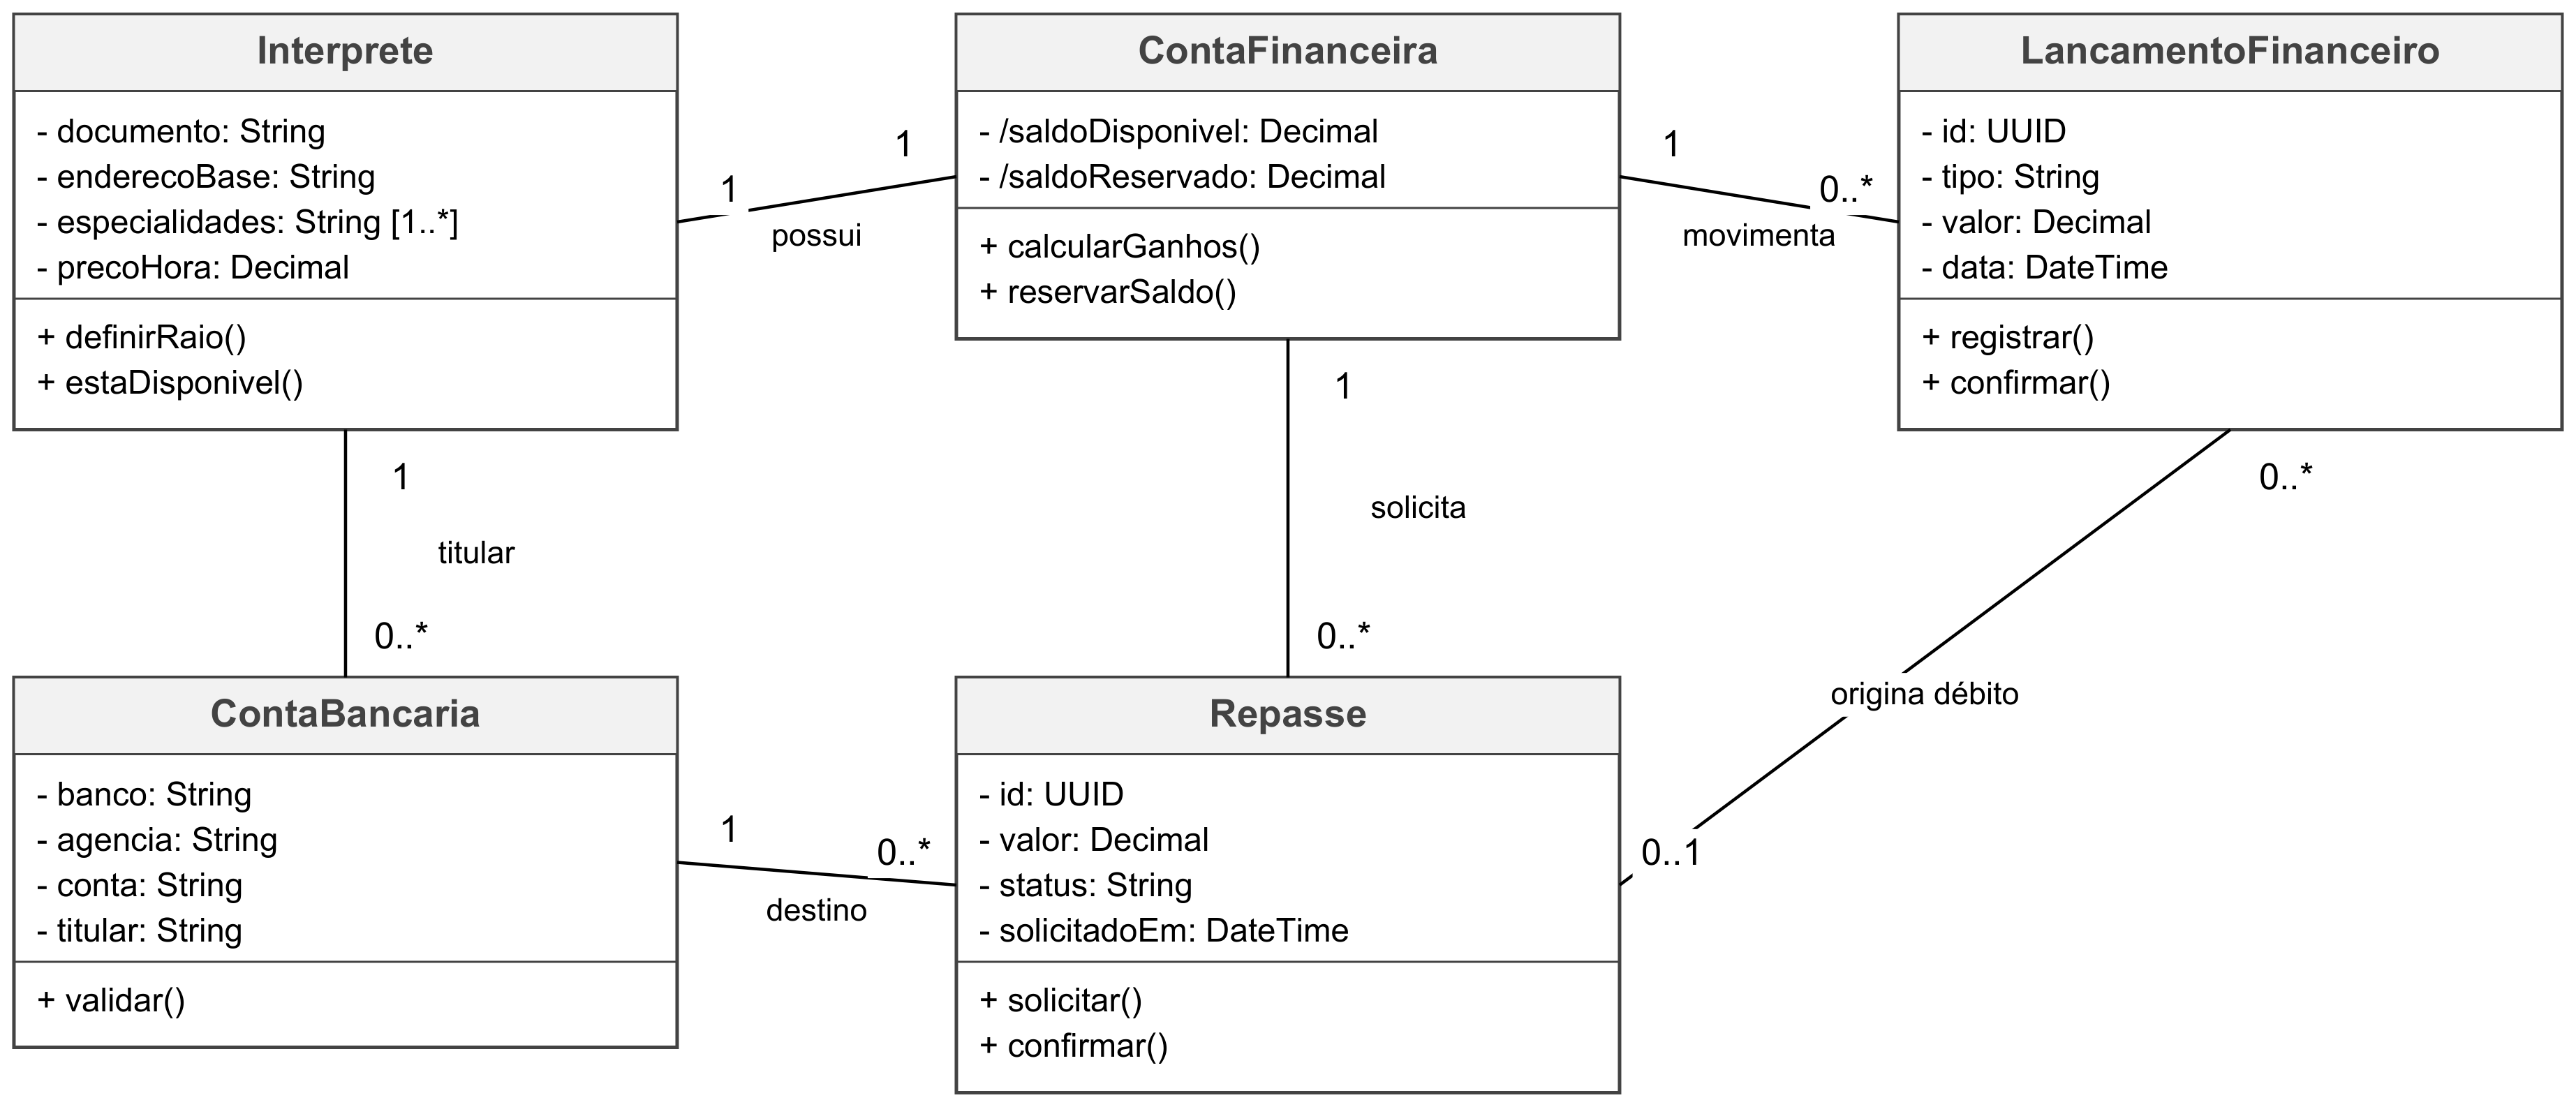 Interprete
- documento: String
- enderecoBase: String
- especialidades: String [1..*]
- precoHora: Decimal
+ definirRaio()
+ estaDisponivel()
1
possui
1
ContaFinanceira
- /saldoDisponivel: Decimal
- /saldoReservado: Decimal
+ calcularGanhos()
+ reservarSaldo()
1
movimenta
0..*
LancamentoFinanceiro
- id: UUID
- tipo: String
- valor: Decimal
- data: DateTime
+ registrar()
+ confirmar()
1
titular
0..*
1
solicita
0..*
0..*
origina débito
0..1
ContaBancaria
- banco: String
- agencia: String
- conta: String
- titular: String
+ validar()
1
destino
0..*
Repasse
- id: UUID
- valor: Decimal
- status: String
- solicitadoEm: DateTime
+ solicitar()
+ confirmar()